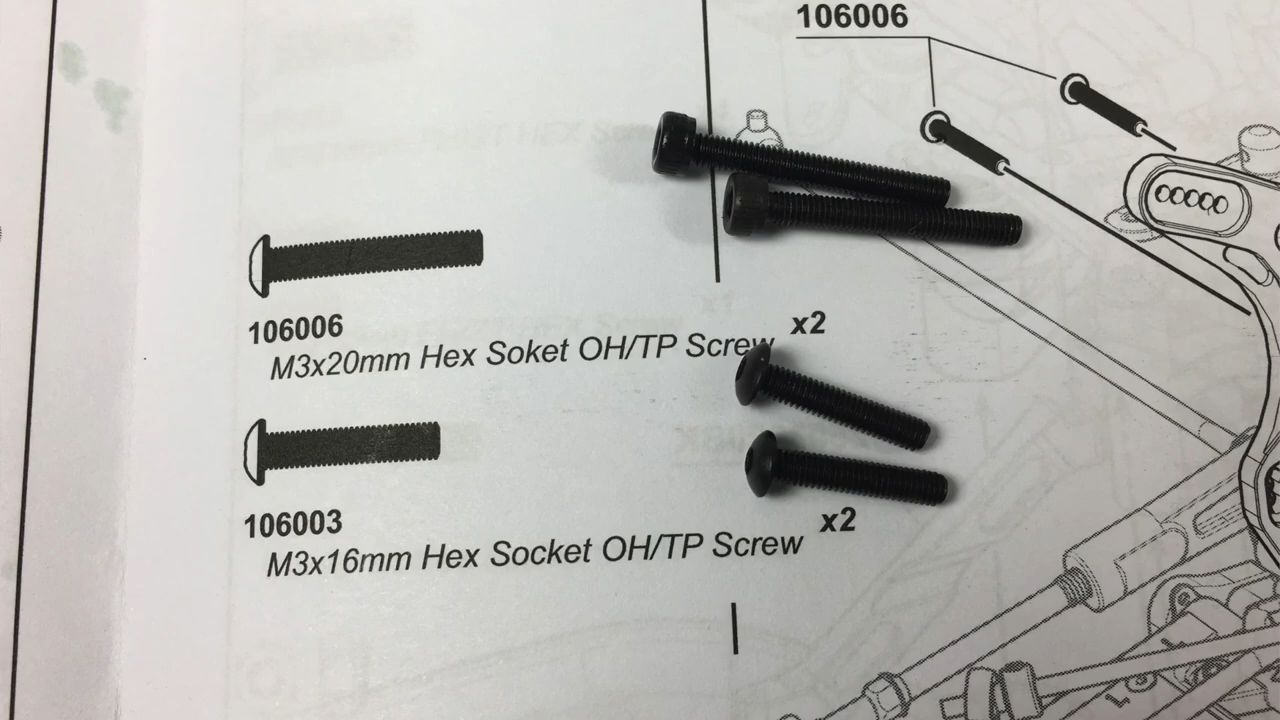 106006
106006
M3x20mm Hex Soket OH/TP Screw
x2
106003
M3x16mm Hex Socket OH/TP Screw
x2